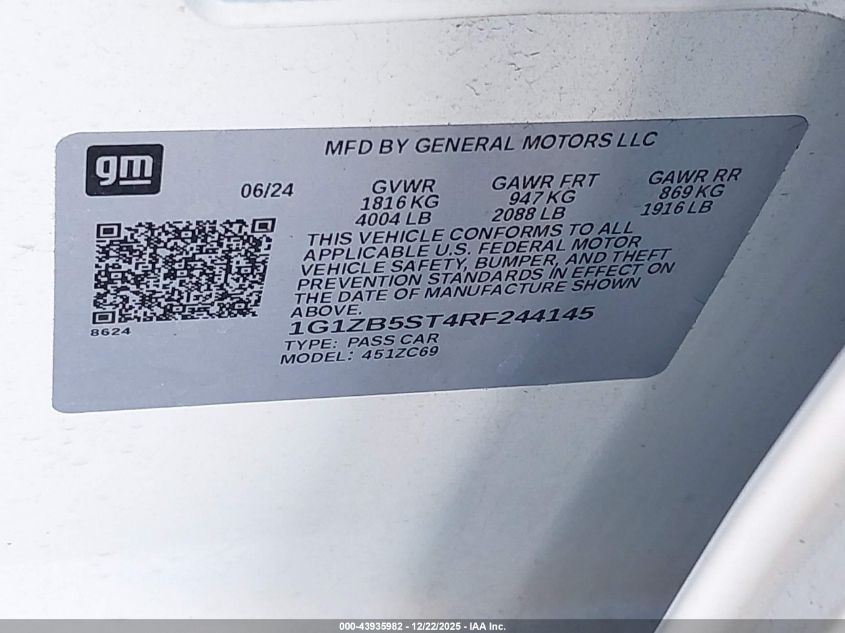 gm
MFD BY GENERAL MOTORS LLC
06/24
GVWR
1816 KG
4004 LB
GAWR FRT
947 KG
2088 LB
GAWR RR
869 KG
1916 LB
THIS VEHICLE CONFORMS TO ALL
APPLICABLE U.S. FEDERAL MOTOR
VEHICLE SAFETY, BUMPER, AND THEFT
PREVENTION STANDARDS IN EFFECT ON
THE DATE OF MANUFACTURE SHOWN
ABOVE.
8624
1G1ZB5ST4RF244145
TYPE: PASS CAR
MODEL: 451ZC69
000-43935982 - 12/22/2025 - IAA Inc.